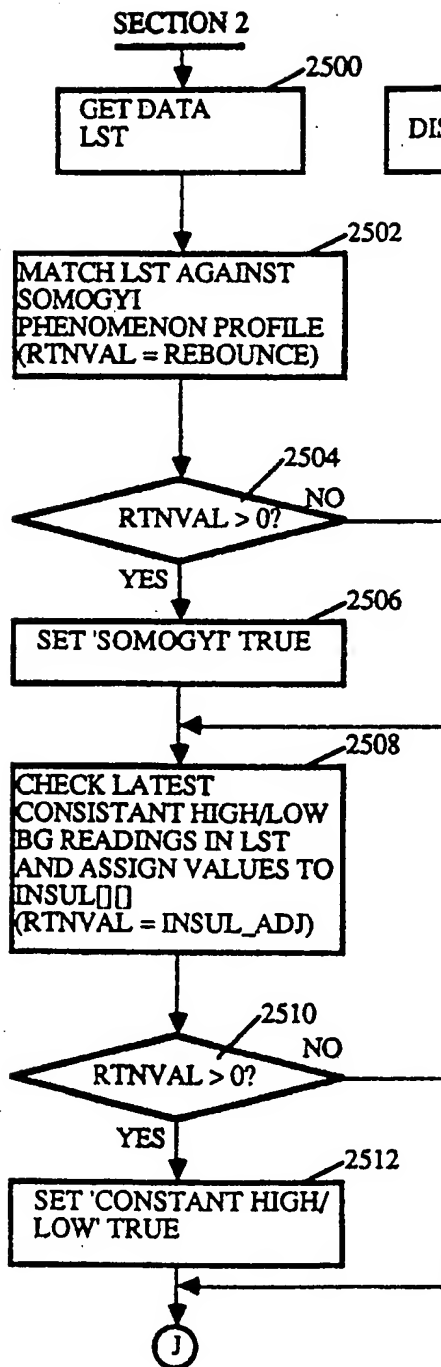 SECTION 2
2500
GET DATA
LST
DIS
2502
MATCH LST AGAINST
SOMOGYI
PHENOMENON PROFILE
(RTNVAL = REBOUNCE)
2504
NO
RTNVAL > 0?
YES
2506
SET 'SOMOGYI' TRUE
2508
CHECK LATEST
CONSISTANT HIGH/LOW
BG READINGS IN LST
AND ASSIGN VALUES TO
INSUL[][]
(RTNVAL = INSUL_ADJ)
2510
NO
RTNVAL > 0?
YES
2512
SET 'CONSTANT HIGH/
LOW' TRUE
J